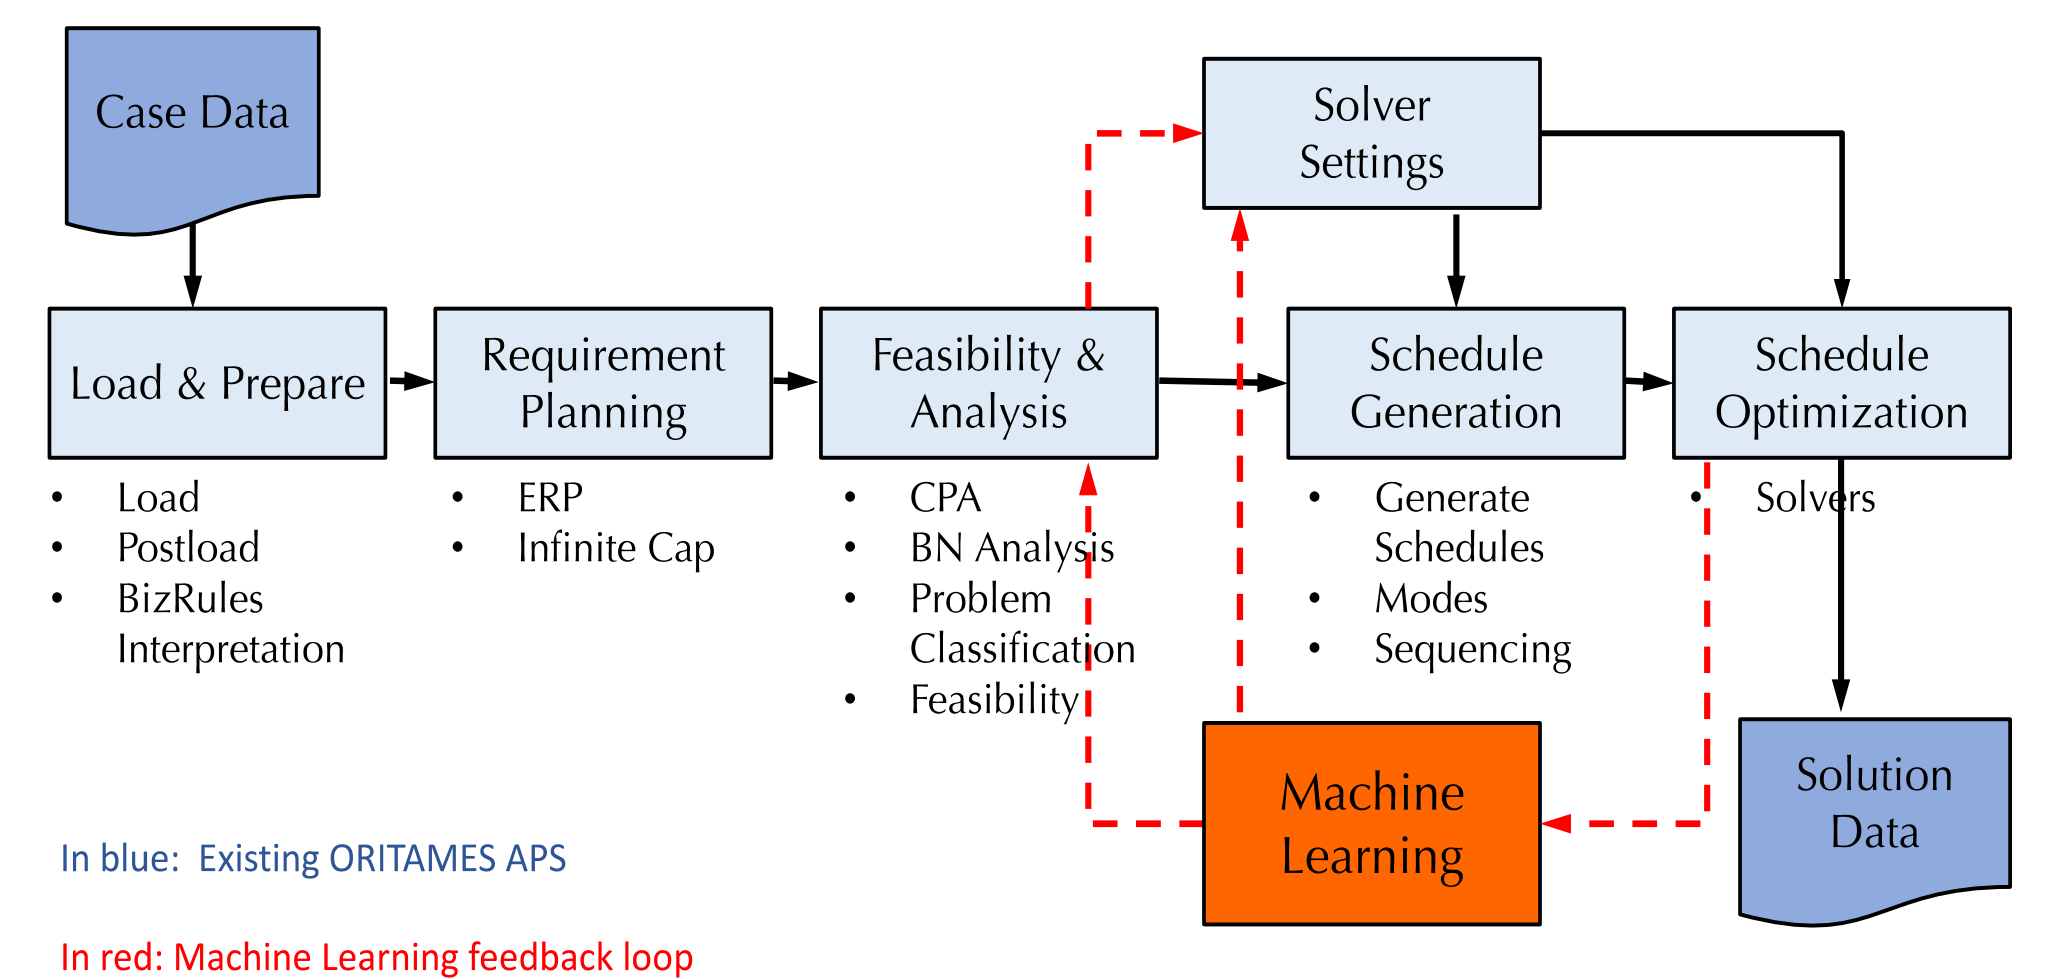 Case Data
Solver
Settings
Load & Prepare
Requirement
Planning
Feasibility &
Analysis
Schedule
Generation
Schedule
Optimization
• Load
• Postload
• BizRules
Interpretation
• ERP
• Infinite Cap
• CPA
• BN Analysis
• Problem
Classification
• Feasibility
• Generate
Schedules
• Modes
• Sequencing
• Solvers
Machine
Learning
Solution
Data
In blue:  Existing ORITAMES APS
In red: Machine Learning feedback loop